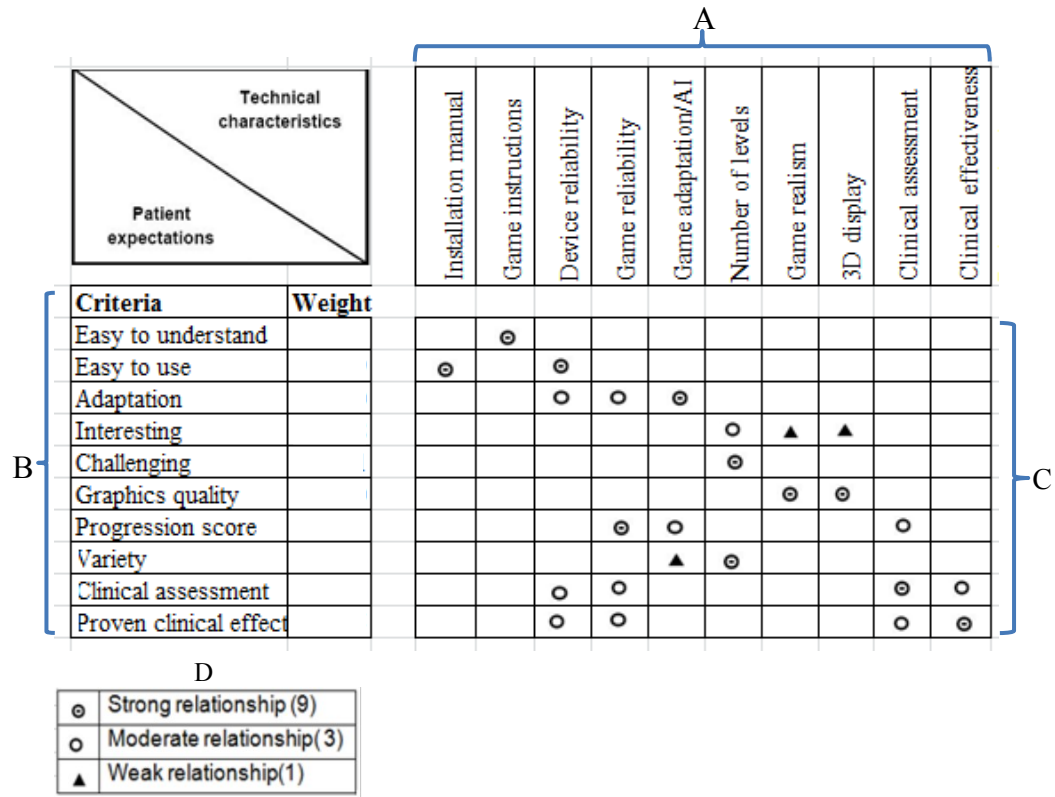 A
Technical
characteristics
Patient
expectations
Installation manual
Game instructions
Device reliability
Game reliability
Game adaptation/AI
Number of levels
Game realism
3D display
Clinical assessment
Clinical effectiveness
Criteria Weight
Easy to understand
Easy to use
Adaptation
Interesting
Challenging
Graphics quality
Progression score
Variety
Clinical assessment
Proven clinical effect
B
C
D
Strong relationship (9)
Moderate relationship( 3)
Weak relationship(1)